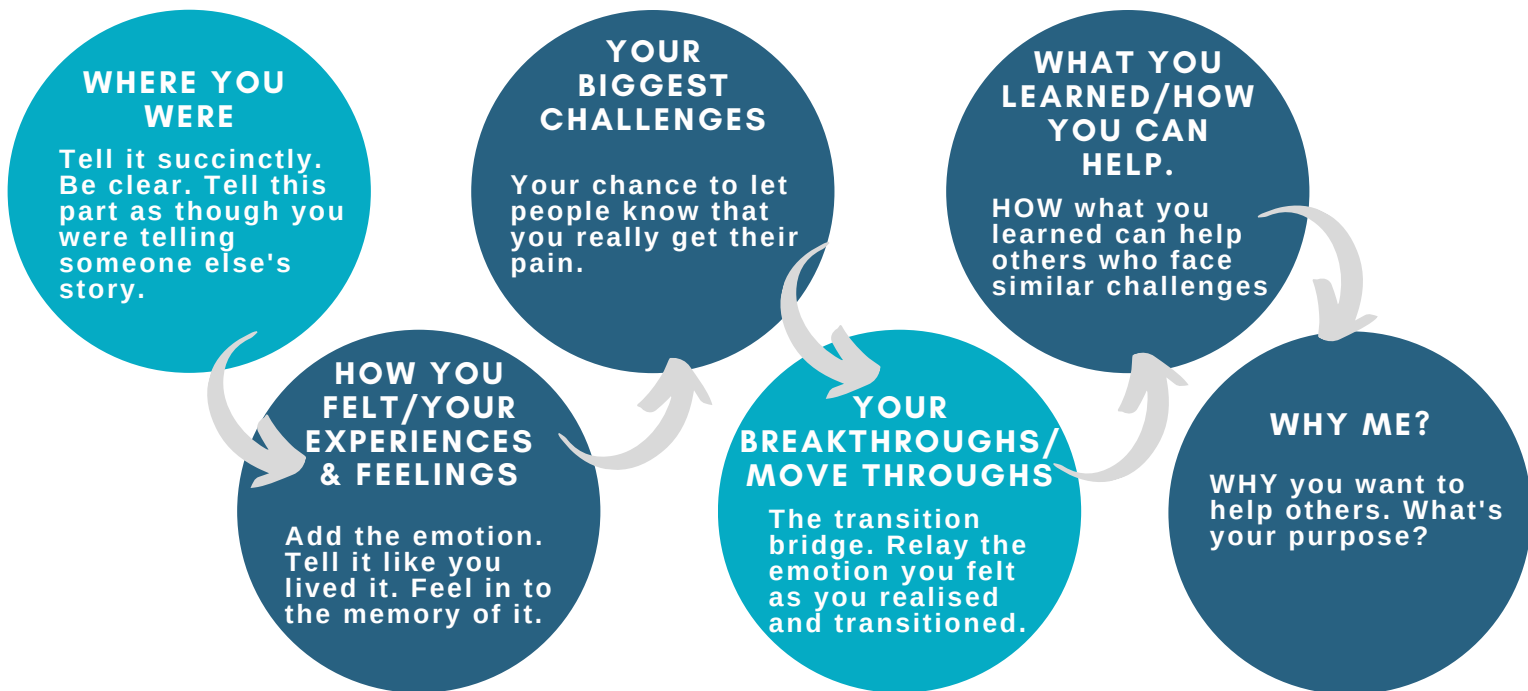 WHERE YOU
WERE
Tell it succinctly.
Be clear. Tell this
part as though you
were telling
someone else's
story.
HOW YOU
FELT/YOUR
EXPERIENCES
& FEELINGS
Add the emotion.
Tell it like you
lived it. Feel in to
the memory of it.
YOUR
BIGGEST
CHALLENGES
Your chance to let
people know that
you really get their
pain.
YOUR
BREAKTHROUGHS/
MOVE THROUGHS
The transition
bridge. Relay the
emotion you felt
as you realised
and transitioned.
WHAT YOU
LEARNED/HOW
YOU CAN
HELP.
HOW what you
learned can help
others who face
similar challenges
WHY ME?
WHY you want to
help others. What's
your purpose?